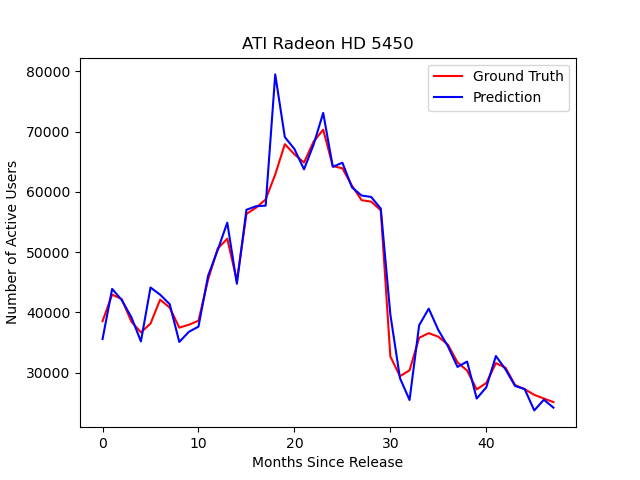 ATI Radeon HD 5450
Ground Truth
Prediction
80000
70000
60000
50000
40000
30000
Number of Active Users
0 10 20 30 40
Months Since Release